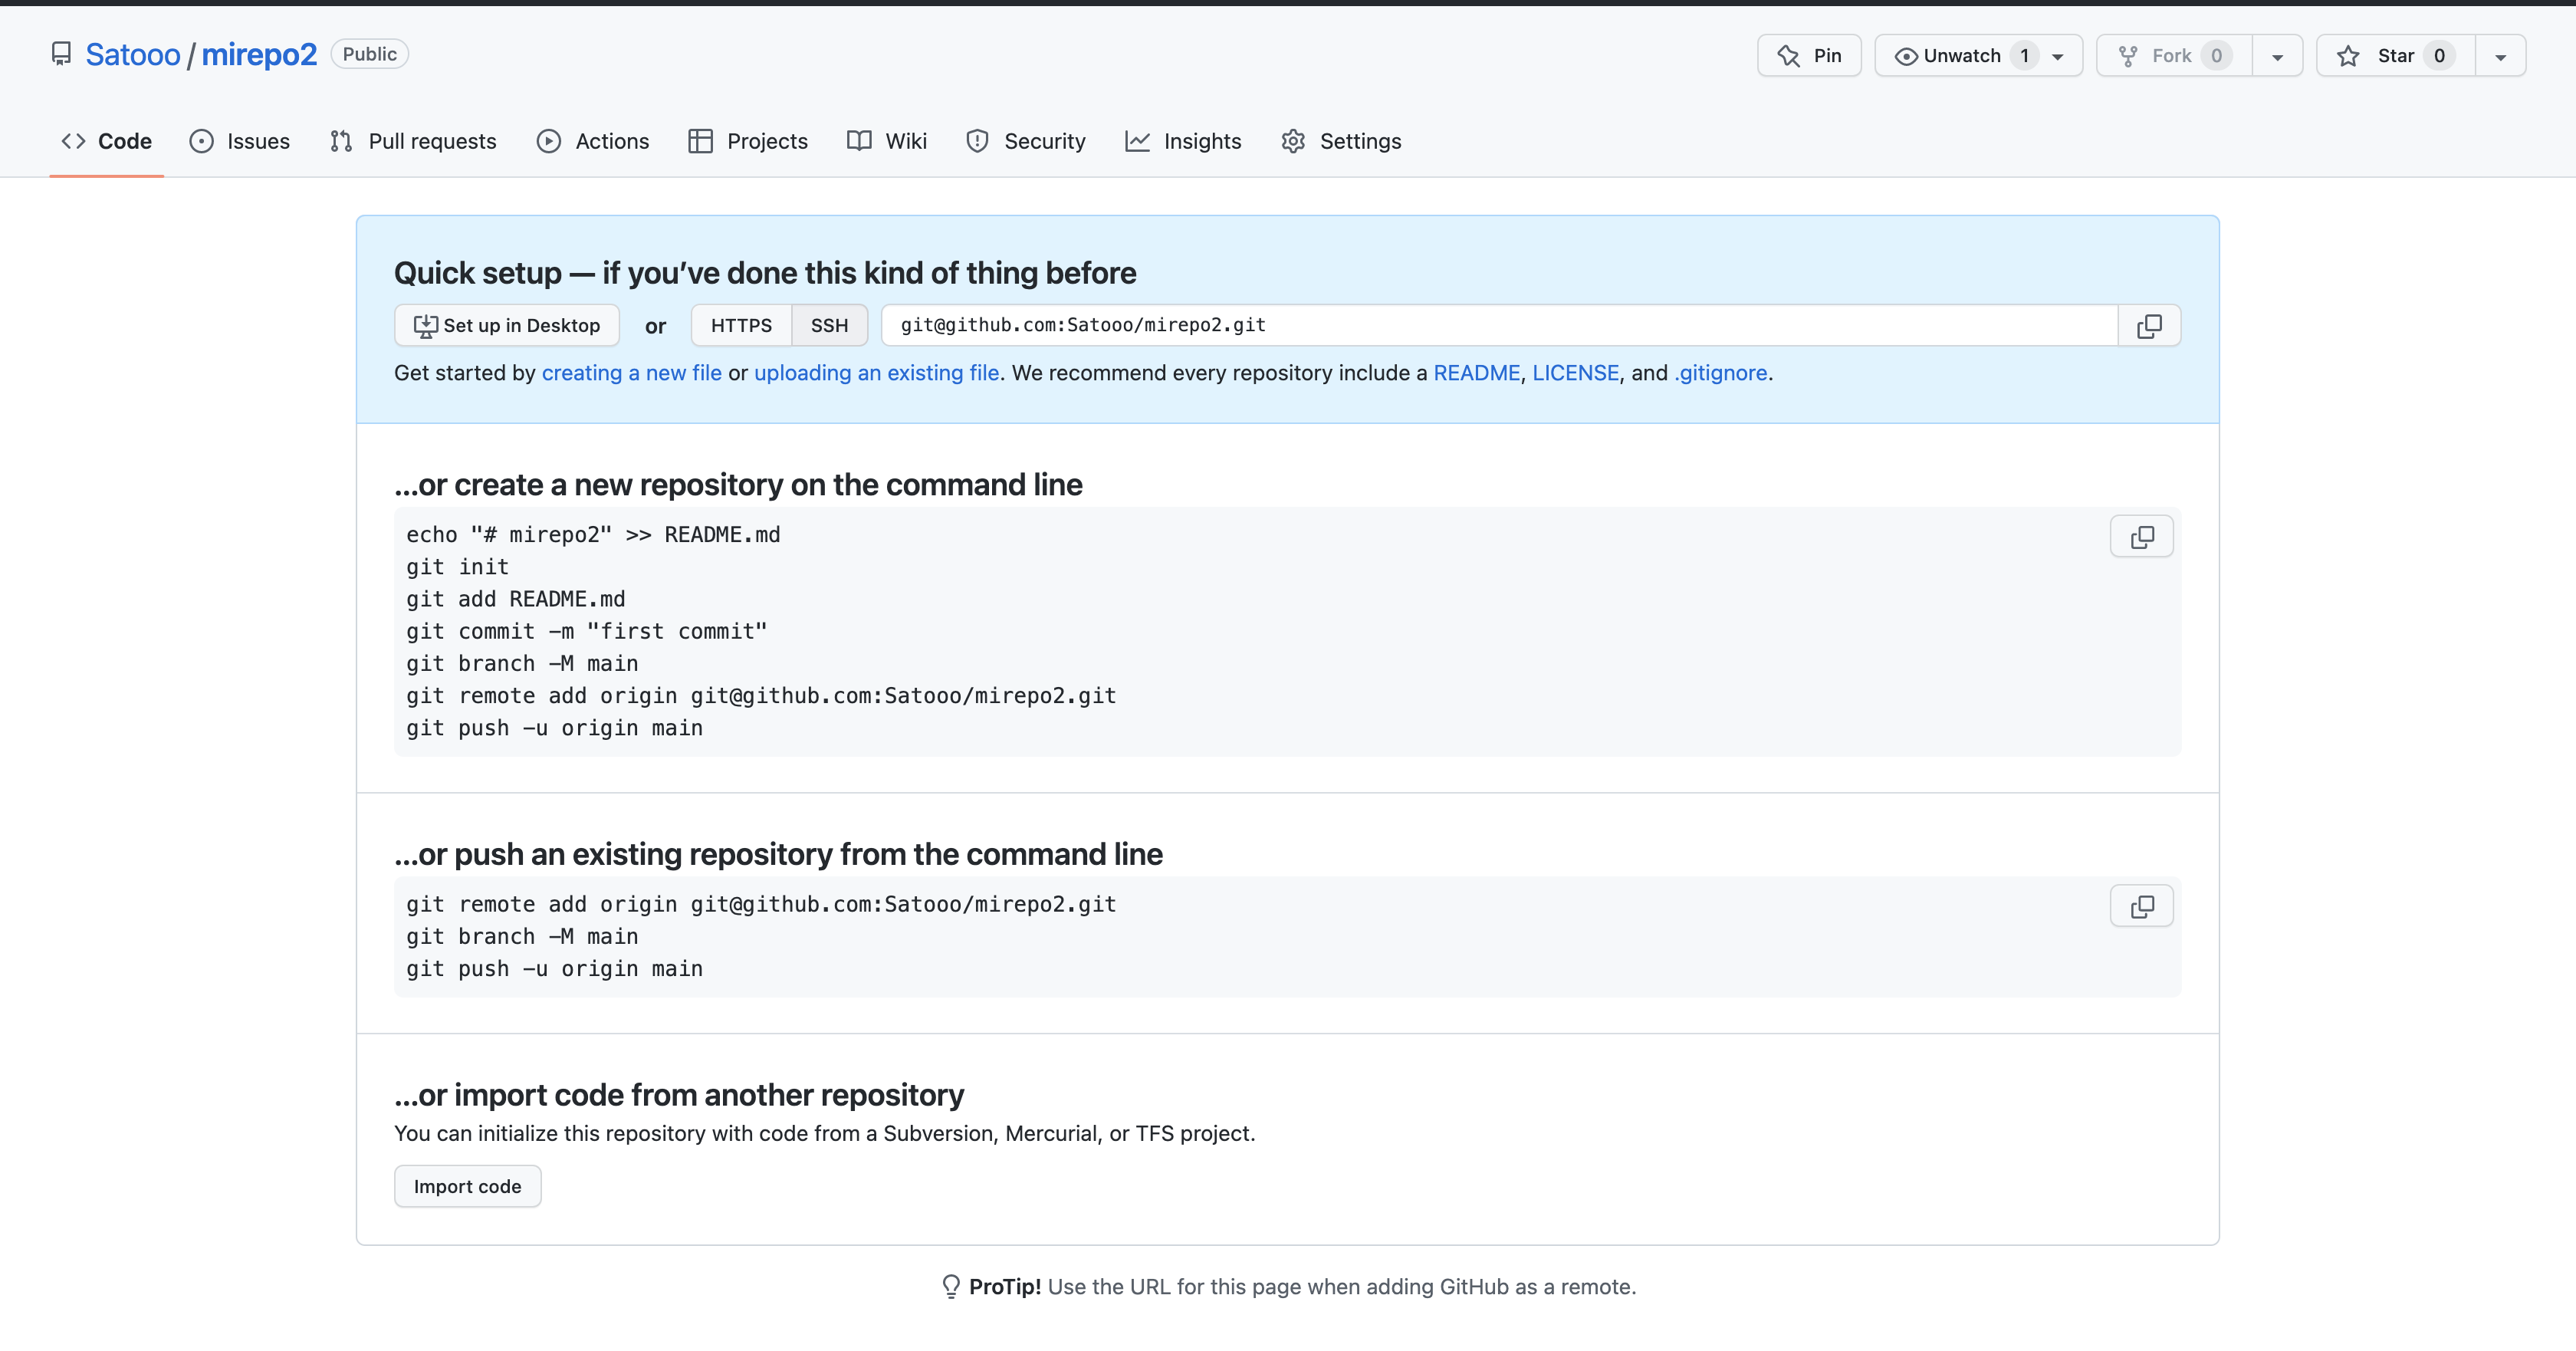 Satooo / mirepo2 Public
Pin Unwatch 1 Fork 0 Star 0
Code Issues Pull requests Actions Projects Wiki Security Insights Settings
Quick setup — if you’ve done this kind of thing before
Set up in Desktop or HTTPS SSH git@github.com:Satooo/mirepo2.git
Get started by creating a new file or uploading an existing file. We recommend every repository include a README, LICENSE, and .gitignore.
…or create a new repository on the command line
echo "# mirepo2" >> README.md
git init
git add README.md
git commit -m "first commit"
git branch -M main
git remote add origin git@github.com:Satooo/mirepo2.git
git push -u origin main
…or push an existing repository from the command line
git remote add origin git@github.com:Satooo/mirepo2.git
git branch -M main
git push -u origin main
…or import code from another repository
You can initialize this repository with code from a Subversion, Mercurial, or TFS project.
Import code
ProTip! Use the URL for this page when adding GitHub as a remote.